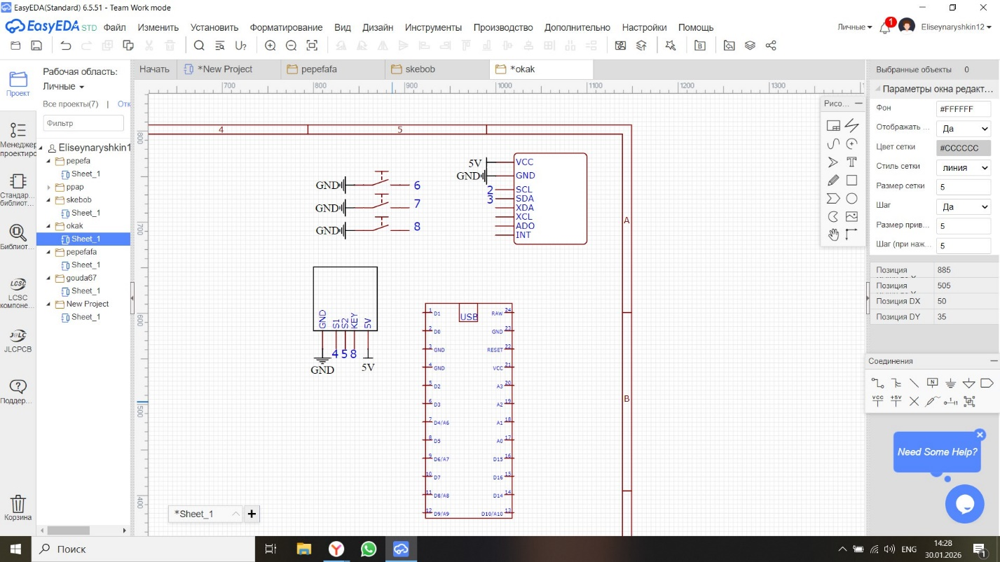 EasyEDA(Standard) 6.5.51 - Team Work mode
EasyEDA STD Файл Изменить Установить Форматирование Вид Дизайн Инструменты Производство Дополнительно Настройки Помощь
Личные 1 Eliseynaryshkin12
Проект
Менеджер
проектиро
Стандар...
библиот...
Библиот...
LCSC
LCSC
компоне...
J@LC
JLCPCB
Поддер...
Корзина
Рабочая область:
Личные
Все проекты(7) | Отк
Фильтр
Eliseynaryshkin1
pepefa
Sheet_1
ppap
skebob
Sheet_1
okak
Sheet_1
pepefafa
Sheet_1
gouda67
Sheet_1
New Project
Sheet_1
Начать *New Project pepefafa skebob *okak
700 800 900 1000 1100 1200 1300
800
700
600
500
400
4 5
A
B
GND 6
GND 7
GND 8
5V VCC
GND GND
2 SCL
3 SDA
XDA
XCL
ADO
INT
GND S1 S2 KEY 5V
4 5 8
GND 5V
USB
1 D1 RAW 24
2 D0 GND 23
3 GND RESET 22
4 GND VCC 21
5 D2 A3 20
6 D3 A2 19
7 D4/A6 A1 18
8 D5 A0 17
9 D6/A7 D15 16
10 D7 D16 15
11 D8/A8 D14 14
12 D9/A9 D10/A10 13
*Sheet_1
Рисо...
T
Выбранные объекты 0
Параметры окна редакт...
Фон #FFFFFF
Отображать ... Да
Цвет сетки #CCCCCC
Стиль сетки линия
Размер сетки 5
Шаг Да
Размер прив... 5
Шаг (при наж... 5
Позиция 885
Позиция 505
Позиция DX 50
Позиция DY 35
Соединения
N
VCC +5V
Need Some Help?
Поиск
ENG
14:28
30.01.2026
1